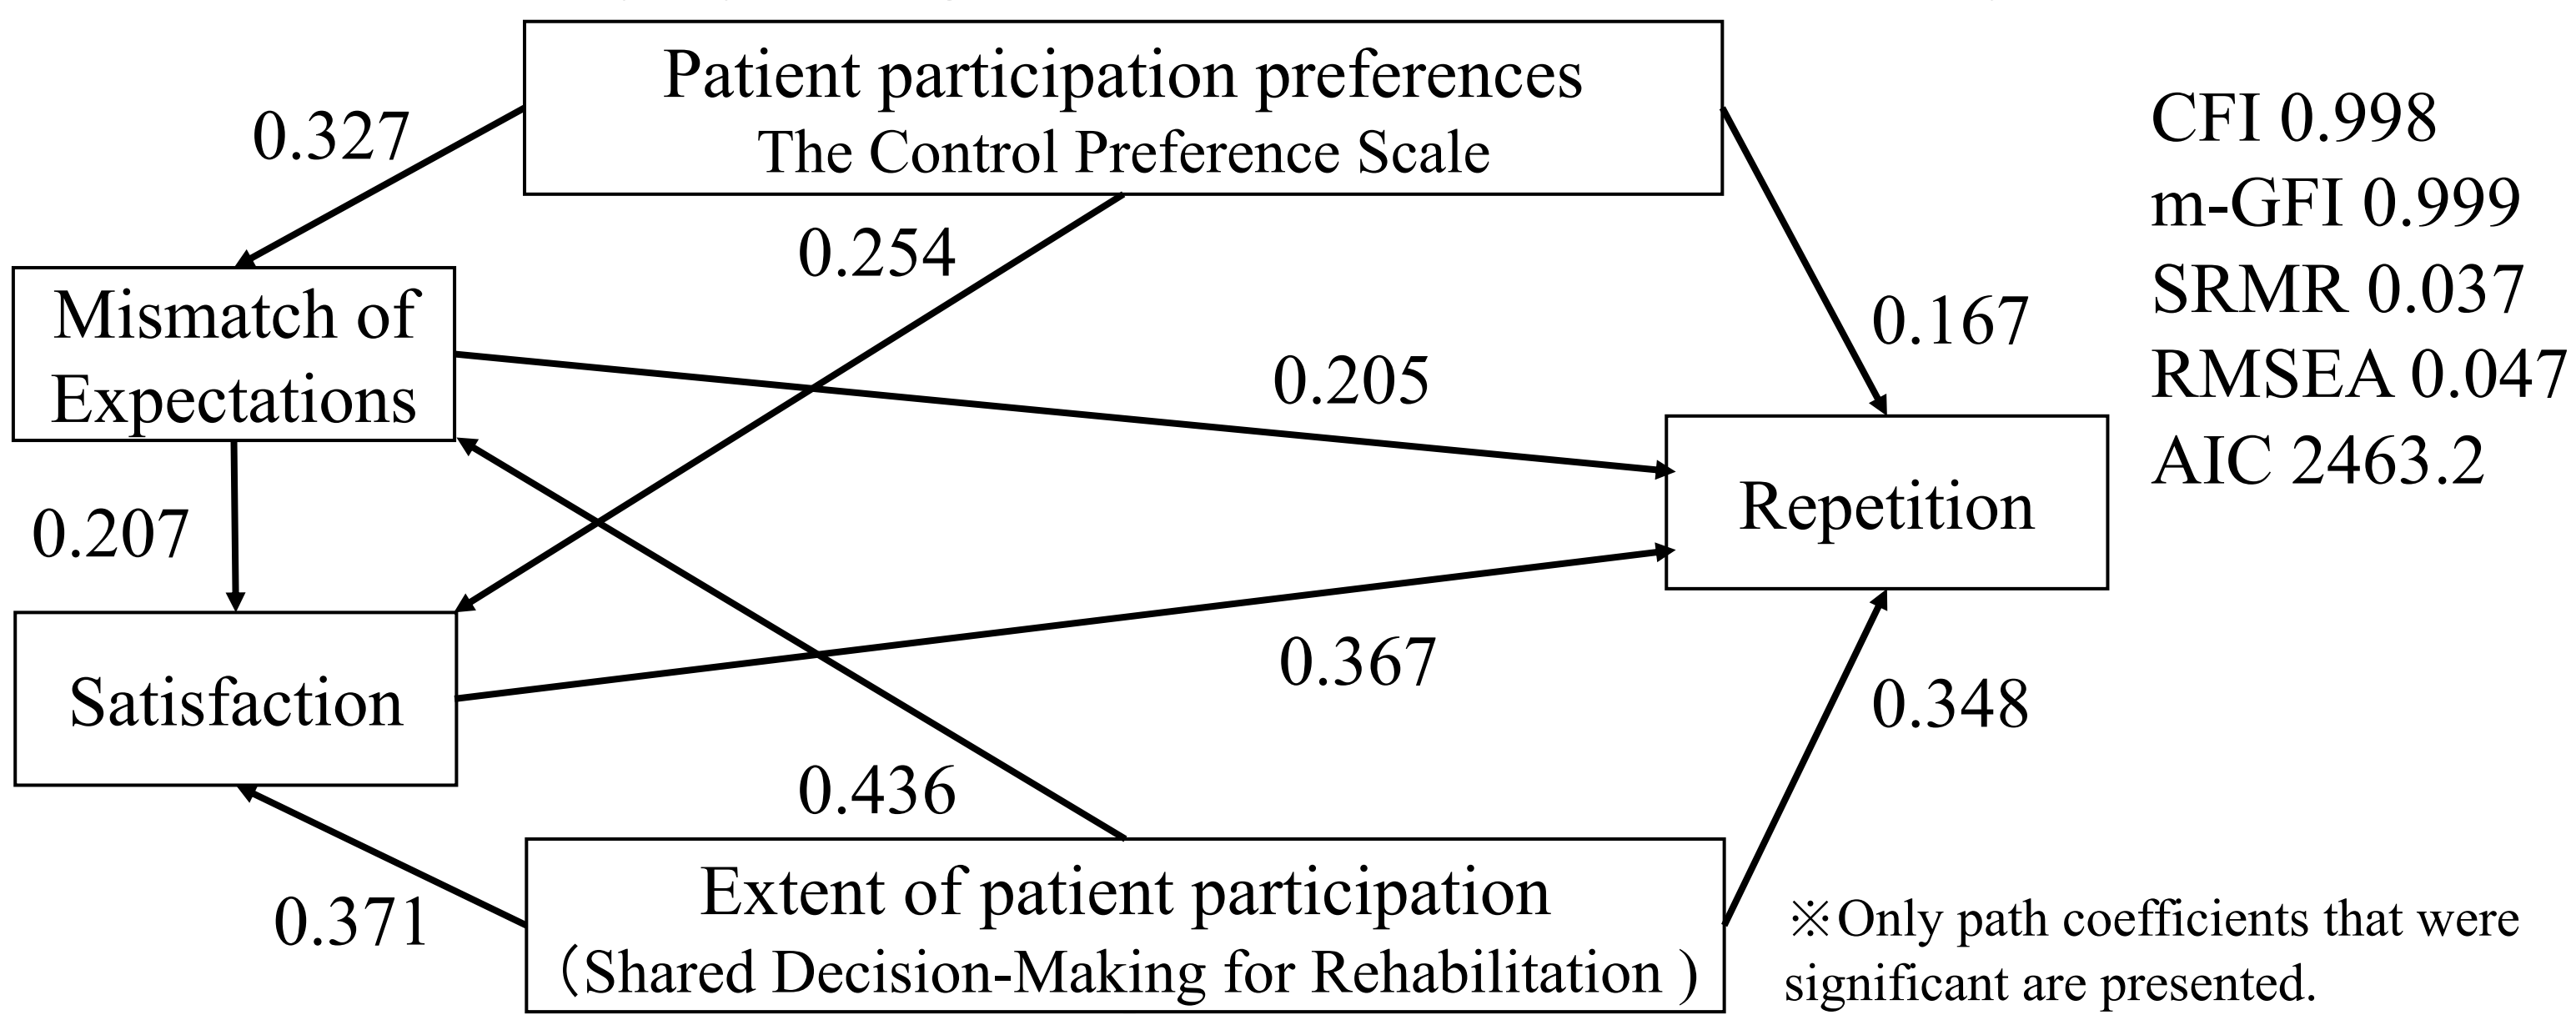 Patient participation preferences
The Control Preference Scale
CFI 0.998
m-GFI 0.999
SRMR 0.037
RMSEA 0.047
AIC 2463.2
0.327
0.254
0.167
Mismatch of
Expectations
0.205
Repetition
0.207
0.367
Satisfaction
0.348
0.436
0.371
Extent of patient participation
（Shared Decision-Making for Rehabilitation )
※Only path coefficients that were
significant are presented.